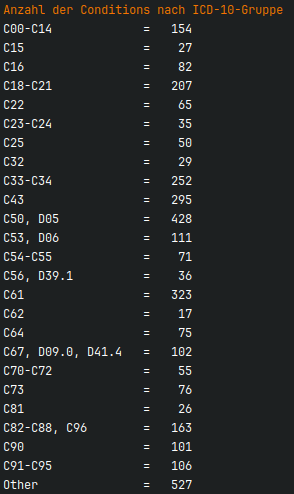 Anzahl der Conditions nach ICD-10-Gruppe
C00-C14 = 154
C15 = 27
C16 = 82
C18-C21 = 207
C22 = 65
C23-C24 = 35
C25 = 50
C32 = 29
C33-C34 = 252
C43 = 295
C50, D05 = 428
C53, D06 = 111
C54-C55 = 71
C56, D39.1 = 36
C61 = 323
C62 = 17
C64 = 75
C67, D09.0, D41.4 = 102
C70-C72 = 55
C73 = 76
C81 = 26
C82-C88, C96 = 163
C90 = 101
C91-C95 = 106
Other = 527